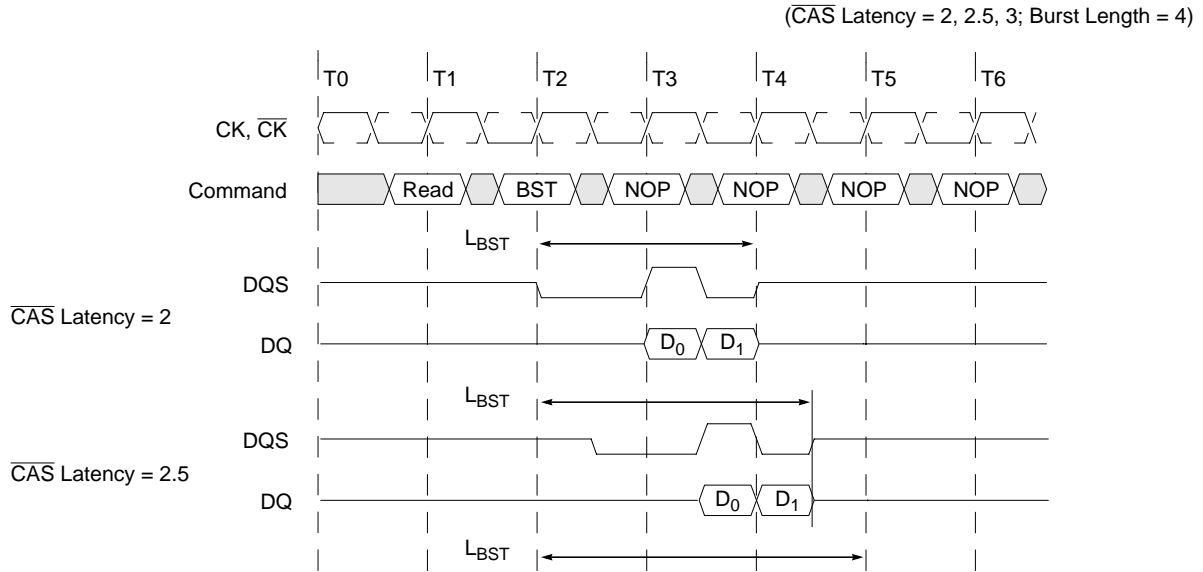 (CAS Latency = 2, 2.5, 3; Burst Length = 4)
T0 T1 T2 T3 T4 T5 T6
CK, CK
Command Read BST NOP NOP NOP NOP
LBST
DQS
CAS Latency = 2
DQ D0 D1
LBST
DQS
CAS Latency = 2.5
DQ D0 D1
LBST